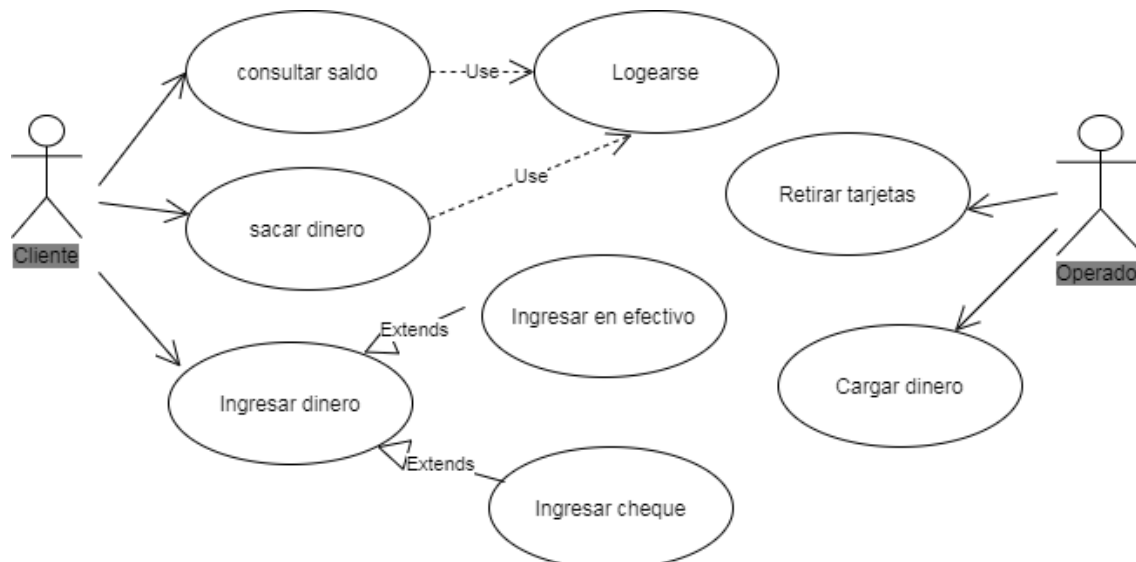 consultar saldo
Use
Logearse
Retirar tarjetas
Use
sacar dinero
Cliente
Operado
Ingresar en efectivo
Extends
Cargar dinero
Ingresar dinero
Extends
Ingresar cheque